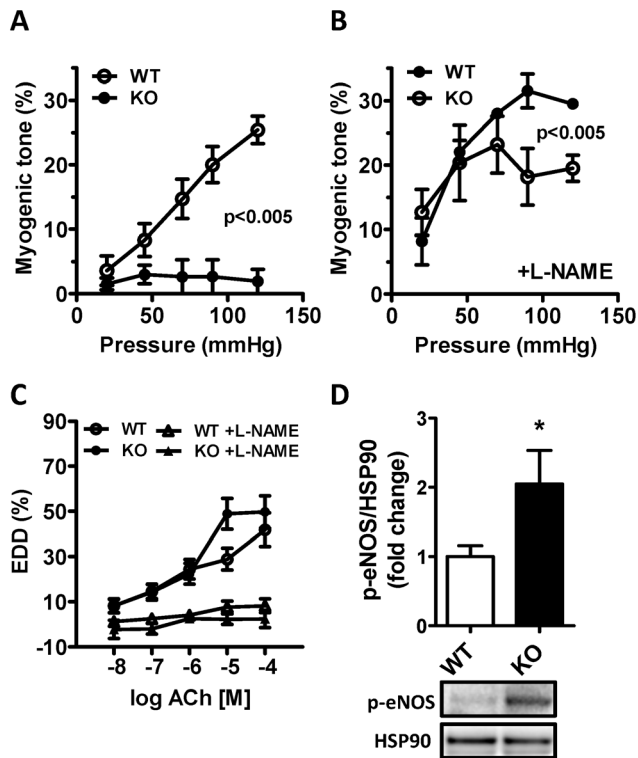 A
WT
KO
Myogenic tone (%)
30
20
10
0
p<0.005
0
50
100
150
Pressure (mmHg)
B
WT
KO
Myogenic tone (%)
30
20
10
0
p<0.005
+L-NAME
0
50
100
150
Pressure (mmHg)
C
WT
WT +L-NAME
KO
KO +L-NAME
EDD (%)
90
70
50
30
10
-10
-8
-7
-6
-5
-4
log ACh [M]
D
p-eNOS/HSP90
(fold change)
3
2
1
0
*
WT
KO
p-eNOS
HSP90